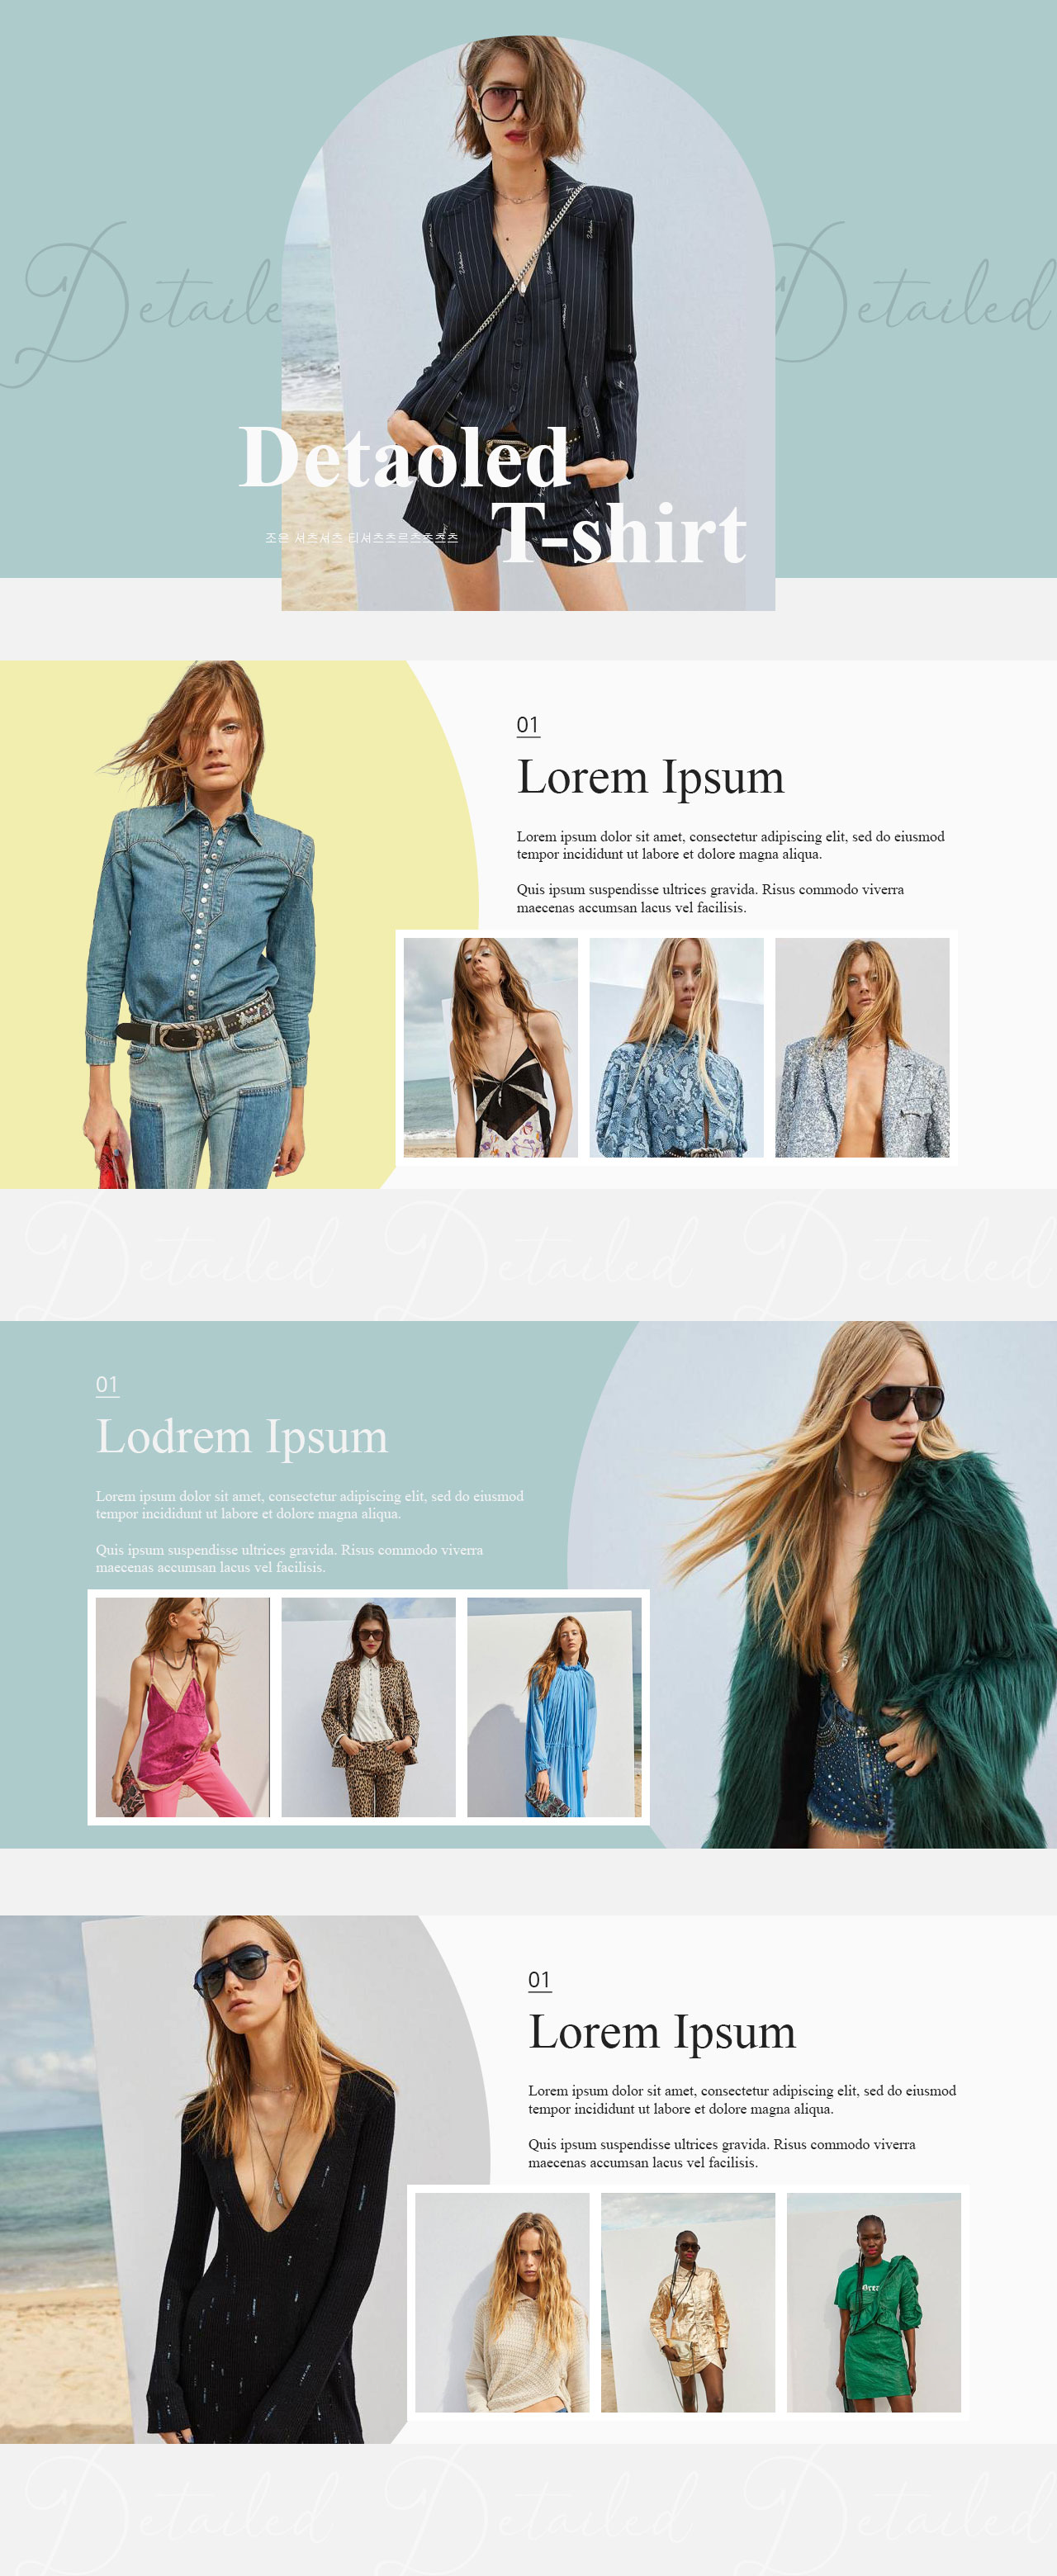 Detailed
Detailed
Detaoled
T-shirt
조은 셔츠셔츠 티셔츠츠르츠츠츠츠
01
Lorem Ipsum
Lorem ipsum dolor sit amet, consectetur adipiscing elit, sed do eiusmod
tempor incididunt ut labore et dolore magna aliqua.
Quis ipsum suspendisse ultrices gravida. Risus commodo viverra
maecenas accumsan lacus vel facilisis.
Detailed Detailed Detailed
01
Lodrem Ipsum
Lorem ipsum dolor sit amet, consectetur adipiscing elit, sed do eiusmod
tempor incididunt ut labore et dolore magna aliqua.
Quis ipsum suspendisse ultrices gravida. Risus commodo viverra
maecenas accumsan lacus vel facilisis.
01
Lorem Ipsum
Lorem ipsum dolor sit amet, consectetur adipiscing elit, sed do eiusmod
tempor incididunt ut labore et dolore magna aliqua.
Quis ipsum suspendisse ultrices gravida. Risus commodo viverra
maecenas accumsan lacus vel facilisis.
Detailed Detailed Detailed